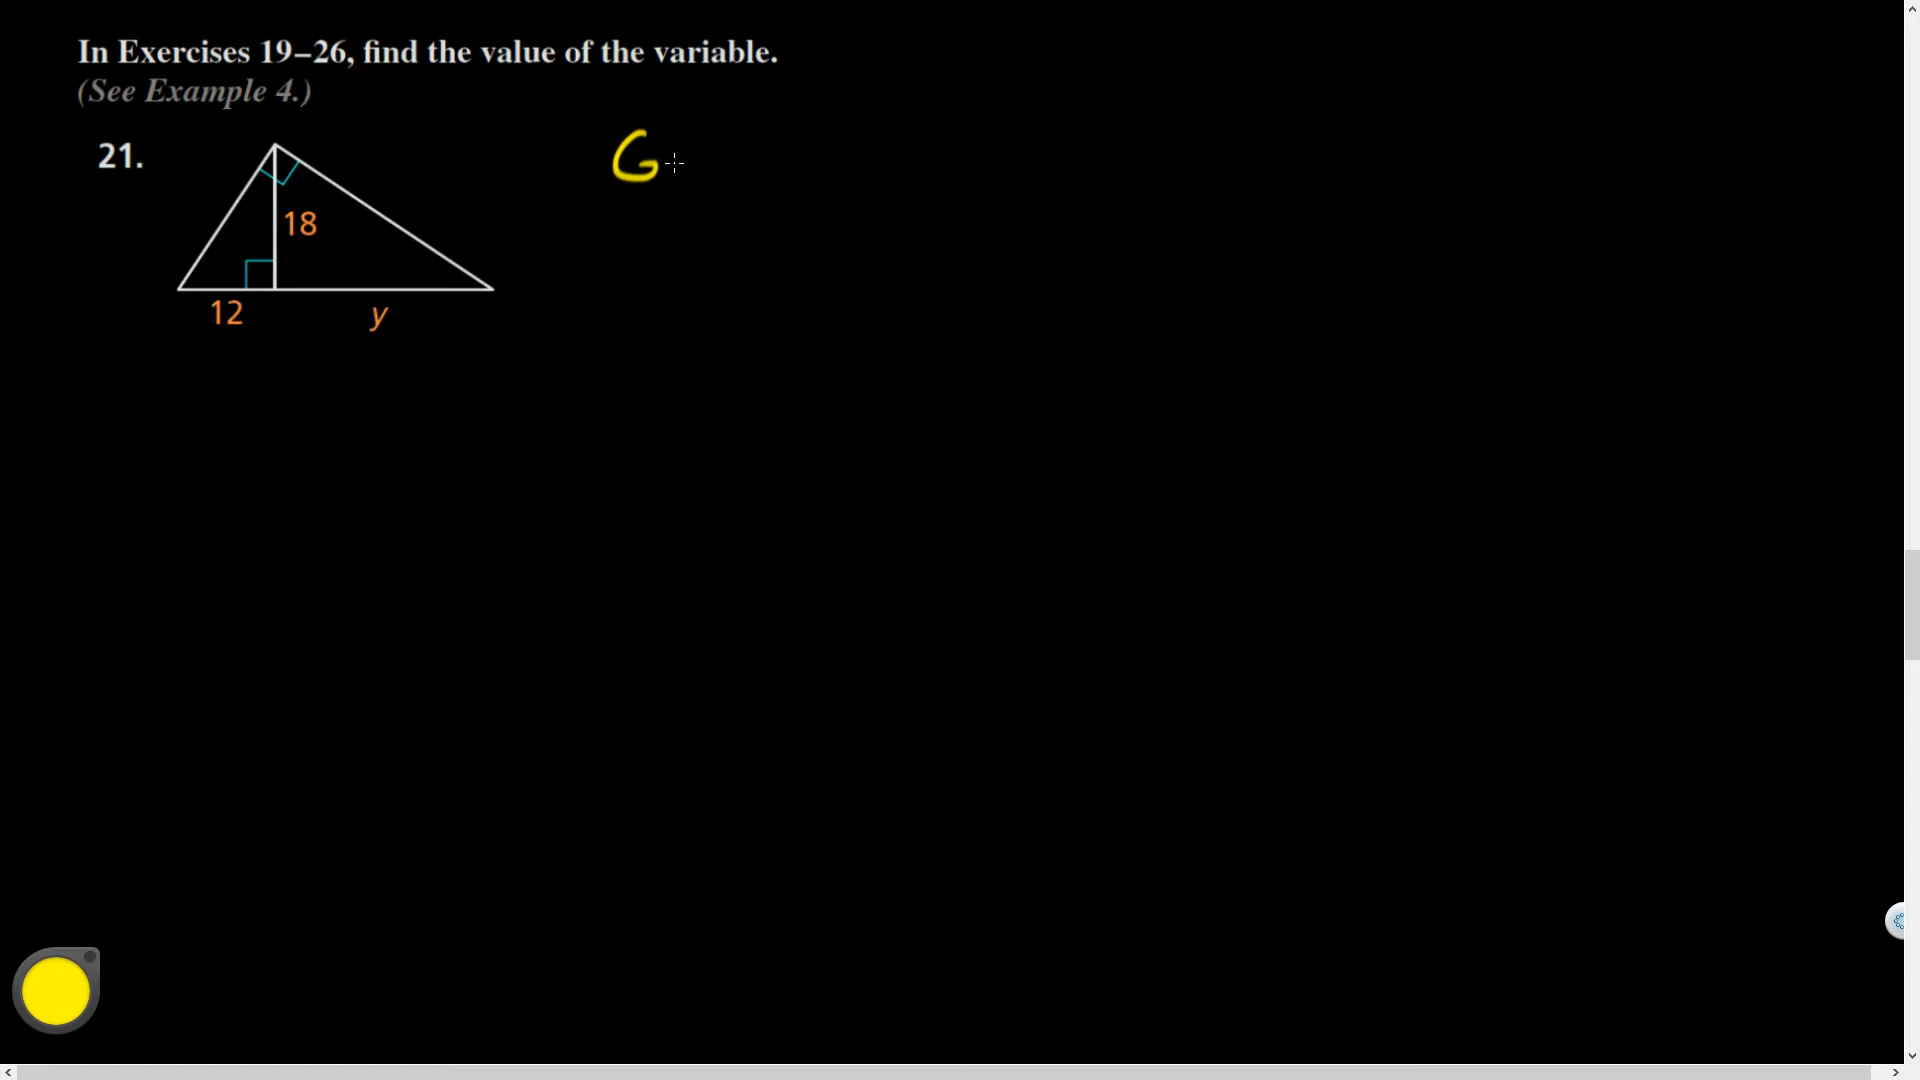 In Exercises 19–26, find the value of the variable.
(See Example 4.)
21.
G
18
12
y